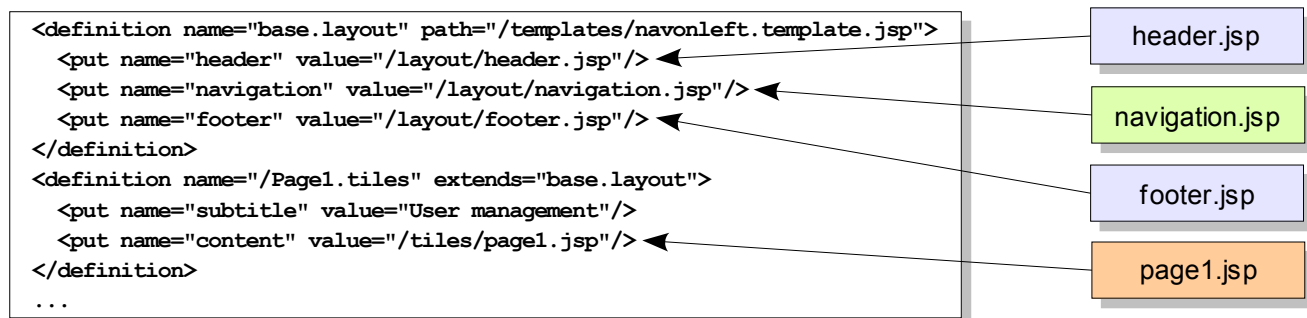 <definition name="base.layout" path="/templates/navonleft.template.jsp">
<put name="header" value="/layout/header.jsp"/>
<put name="navigation" value="/layout/navigation.jsp"/>
<put name="footer" value="/layout/footer.jsp"/>
</definition>
<definition name="/Page1.tiles" extends="base.layout">
<put name="subtitle" value="User management"/>
<put name="content" value="/tiles/page1.jsp"/>
</definition>
...
header.jsp
navigation.jsp
footer.jsp
page1.jsp